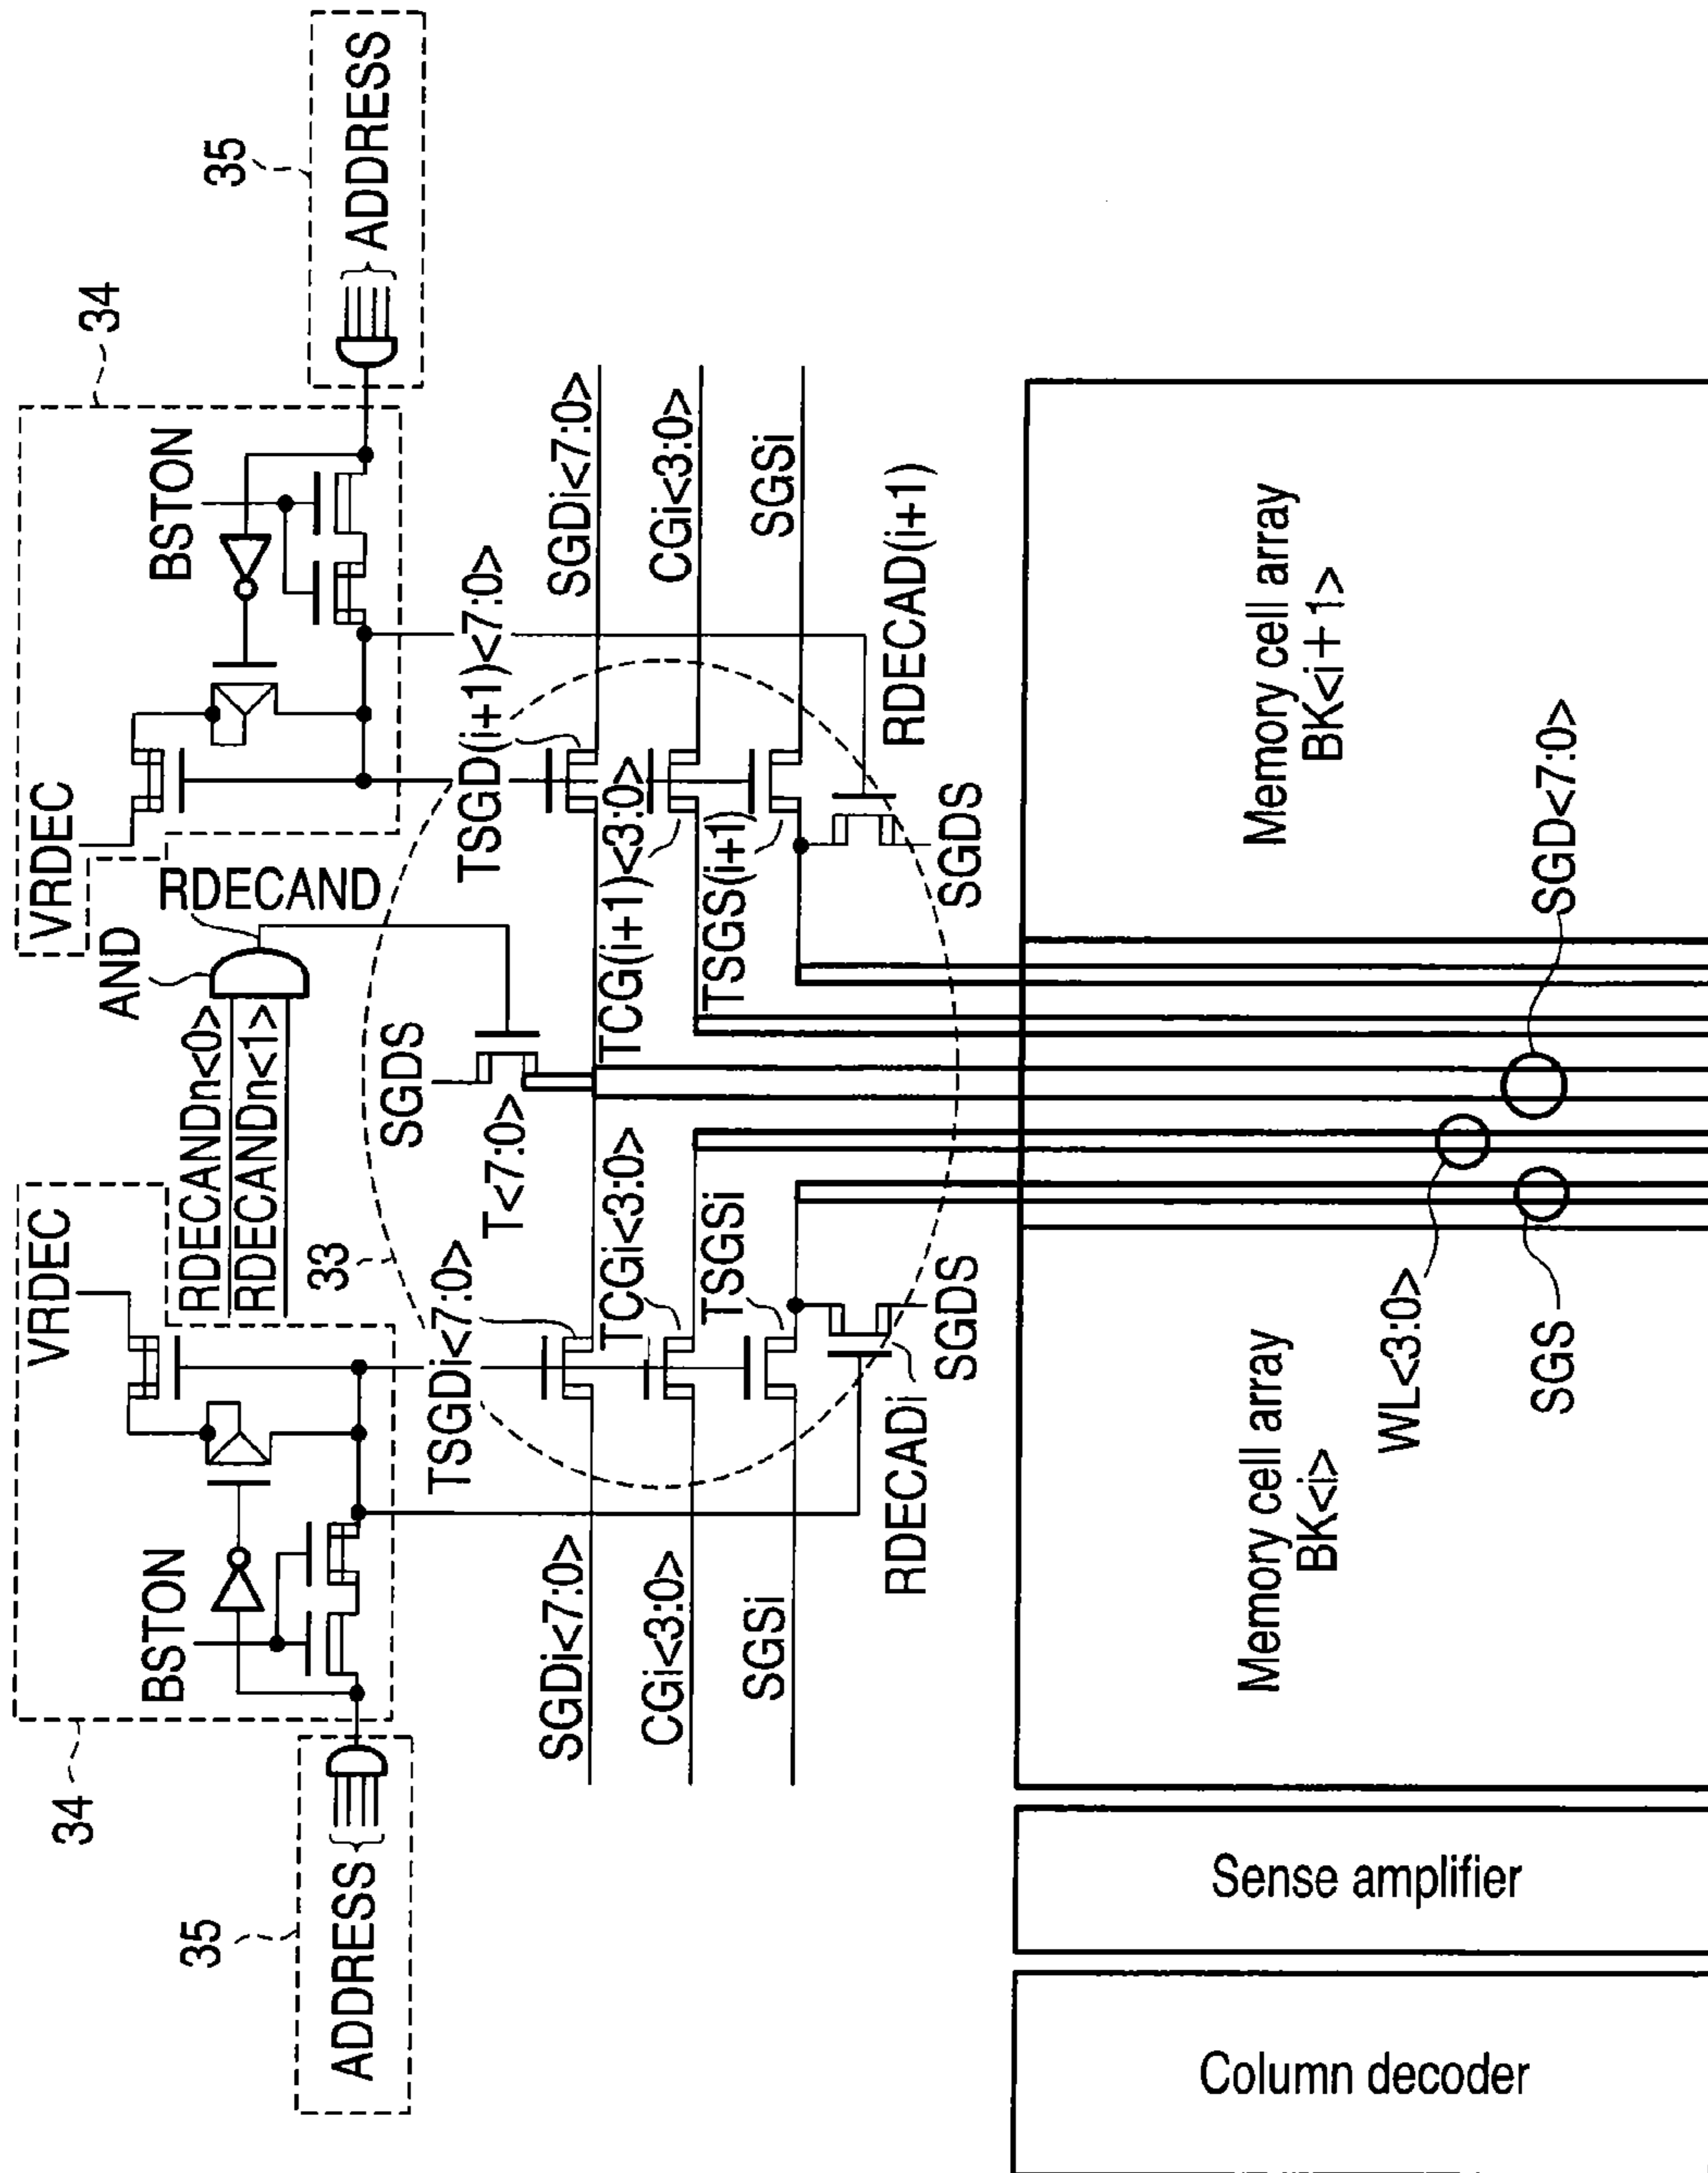 35
ADDRESS
34
VRDEC
BSTON
SGDi<7:0>
CGi<3:0>
SGSi
TSGD(i+1)<7:0>
TCG(i+1)<3:0>
TSGS(i+1)
RDECAD(i+1)
SGDS
RDECAND
AND
RDECANDn<0>
RDECANDn<1>
SGDS
T<7:0>
33
34
VRDEC
BSTON
35
ADDRESS
TSGDi<7:0>
TCGi<3:0>
TSGSi
SGDi<7:0>
CGi<3:0>
SGSi
RDECADi
SGDS
Memory cell array
BK<i+1>
SGD<7:0>
WL<3:0>
SGS
Memory cell array
BK<i>
Sense amplifier
Column decoder